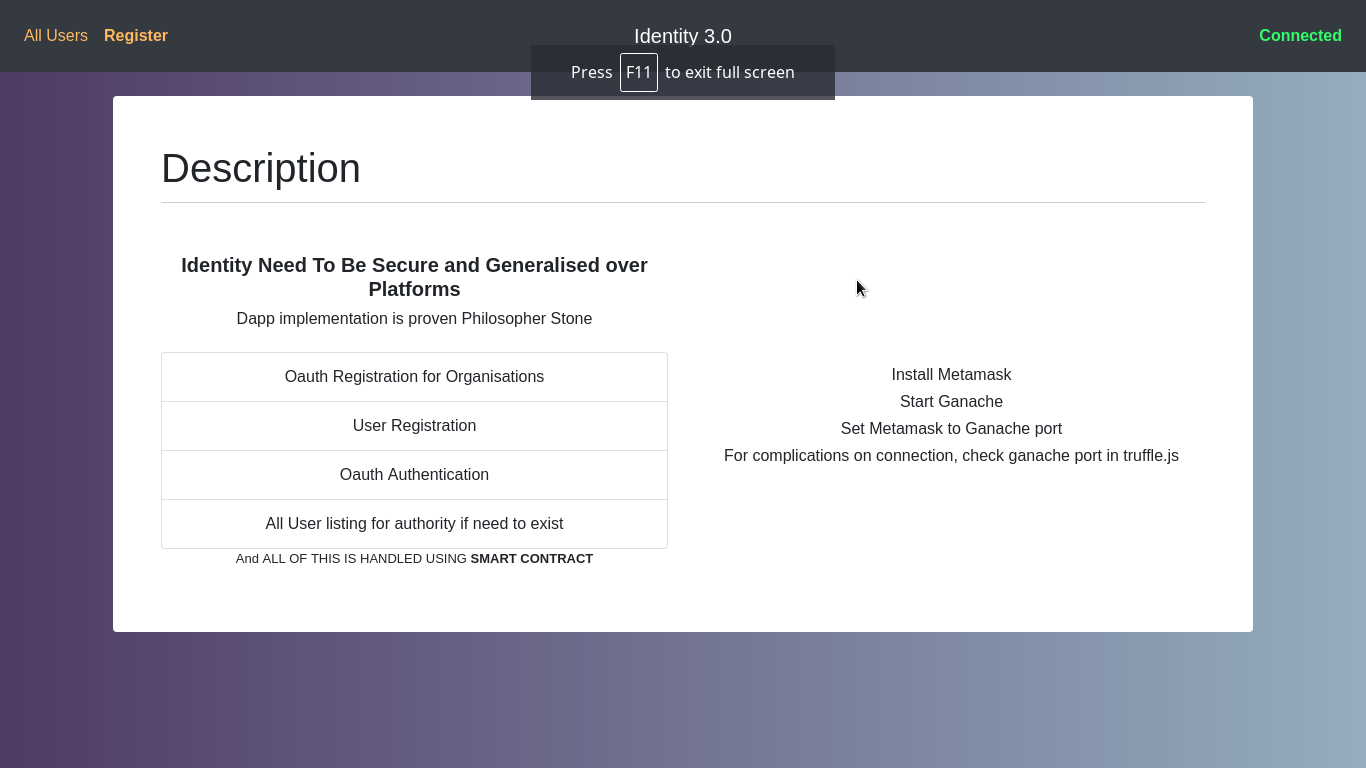 All Users Register Identity 3.0 Connected
Press F11 to exit full screen
Description
Identity Need To Be Secure and Generalised over
Platforms
Dapp implementation is proven Philosopher Stone
Oauth Registration for Organisations
User Registration
Oauth Authentication
All User listing for authority if need to exist
And ALL OF THIS IS HANDLED USING SMART CONTRACT
Install Metamask
Start Ganache
Set Metamask to Ganache port
For complications on connection, check ganache port in truffle.js